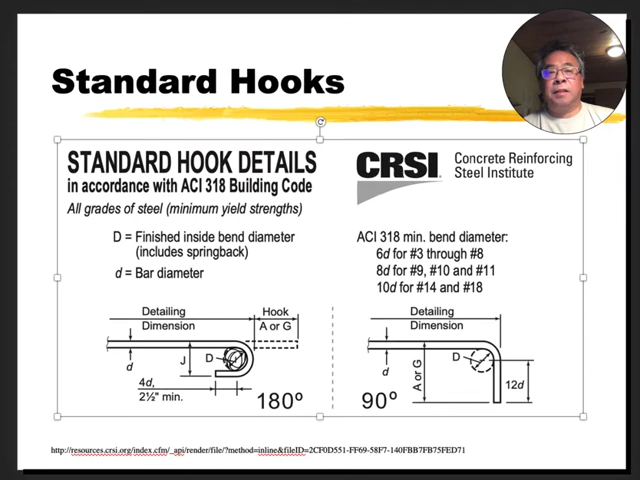 Standard Hooks
STANDARD HOOK DETAILS
in accordance with ACI 318 Building Code
All grades of steel (minimum yield strengths)
D = Finished inside bend diameter
(includes springback)
d = Bar diameter
CRSI.
Concrete Reinforcing
Steel Institute
ACI 318 min. bend diameter:
6d for #3 through #8
8d for #9, #10 and #11
10d for #14 and #18
Detailing
Dimension
Hook
A or G
D
J
d
4d,
2½" min.
180º
Detailing
Dimension
D
d
A or G
12d
90º
http://resources.crsi.org/index.cfm/_api/render/file/?method=inline&fileID=2CF0D551-FF69-58F7-140FBB7FB75FED71